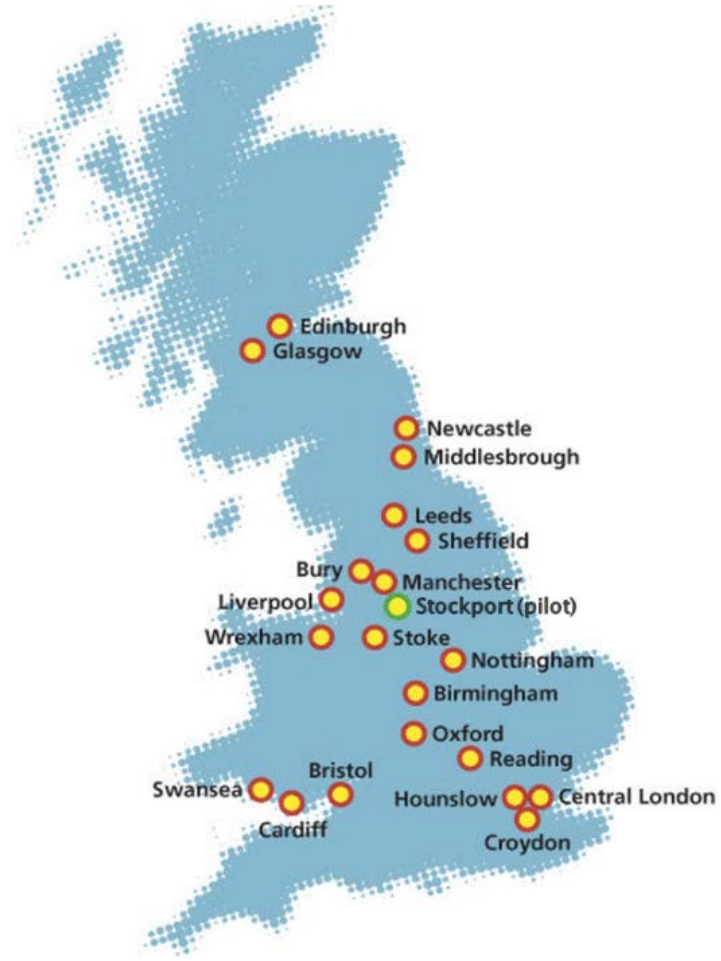 Edinburgh
Glasgow
Newcastle
Middlesbrough
Leeds
Sheffield
Bury
Manchester
Liverpool
Stockport (pilot)
Wrexham
Stoke
Nottingham
Birmingham
Oxford
Reading
Bristol
Swansea
Hounslow
Central London
Cardiff
Croydon